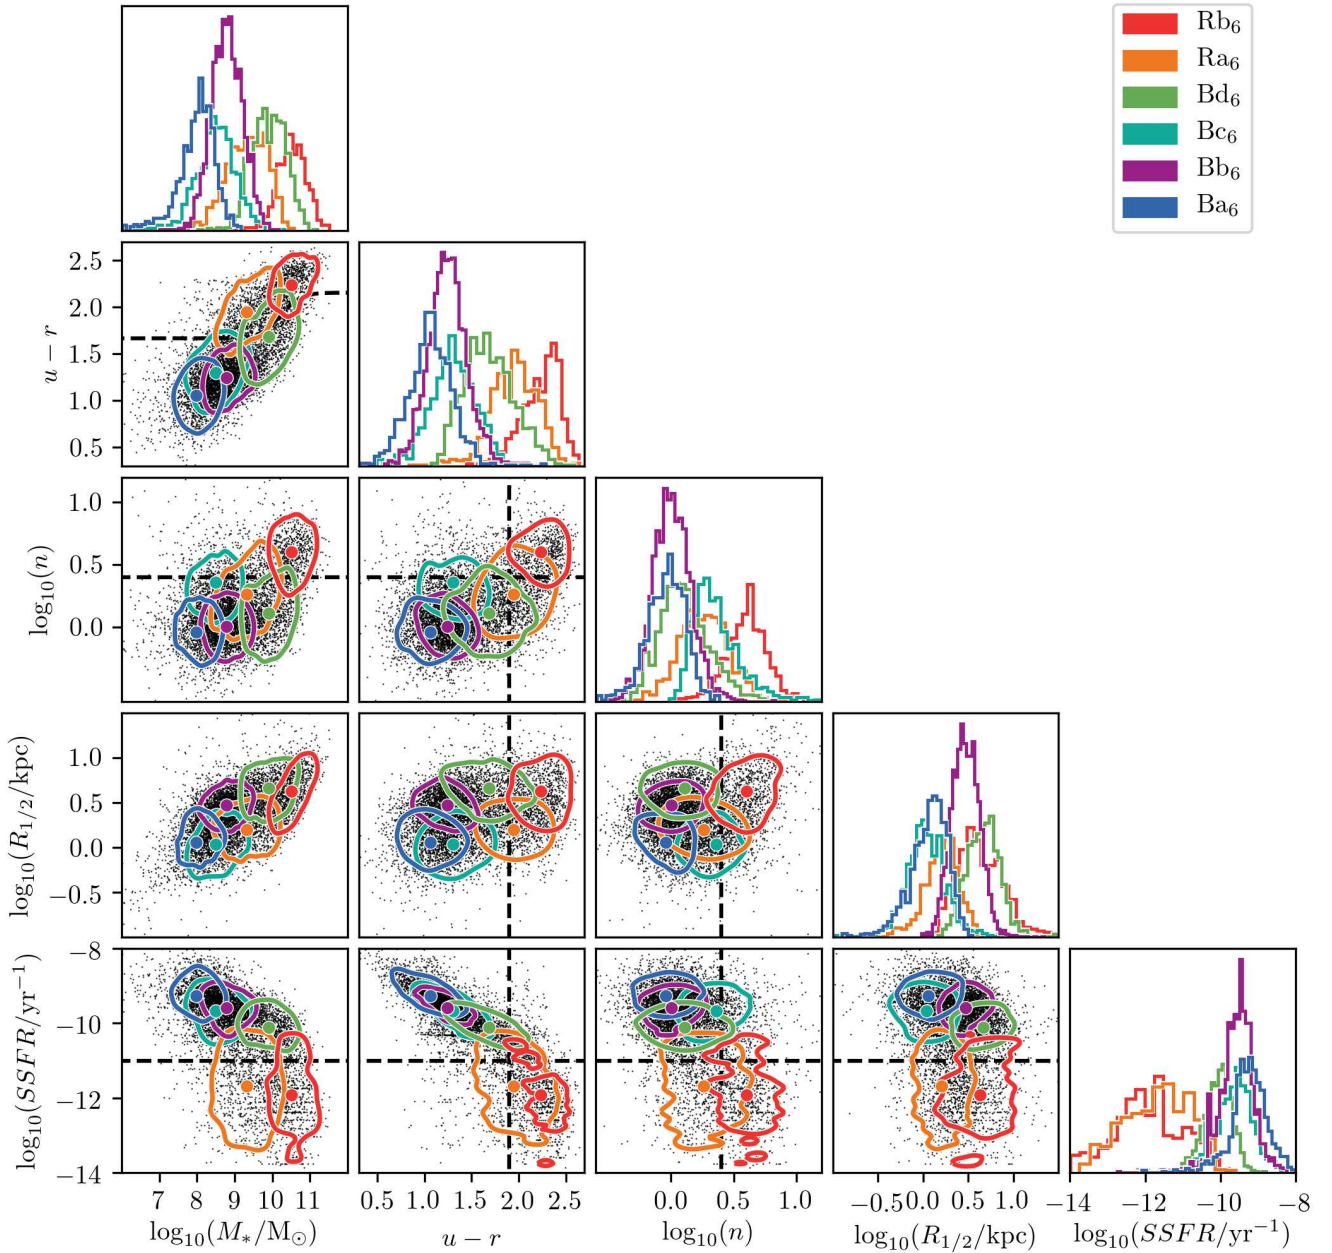 Rb₆
Ra₆
Bd₆
Bc₆
Bb₆
Ba₆
2.5
2.0
1.5
1.0
0.5
u − r
1.0
0.5
0.0
log₁₀(n)
1.0
0.5
0.0
−0.5
log₁₀(R₁/₂/kpc)
−8
−10
−12
−14
log₁₀(SSFR/yr⁻¹)
7 8 9 10 11
log₁₀(M∗/M⊙)
0.5 1.0 1.5 2.0 2.5
u − r
0.0 0.5 1.0
log₁₀(n)
−0.5 0.0 0.5 1.0
log₁₀(R₁/₂/kpc)
−14 −12 −10 −8
log₁₀(SSFR/yr⁻¹)